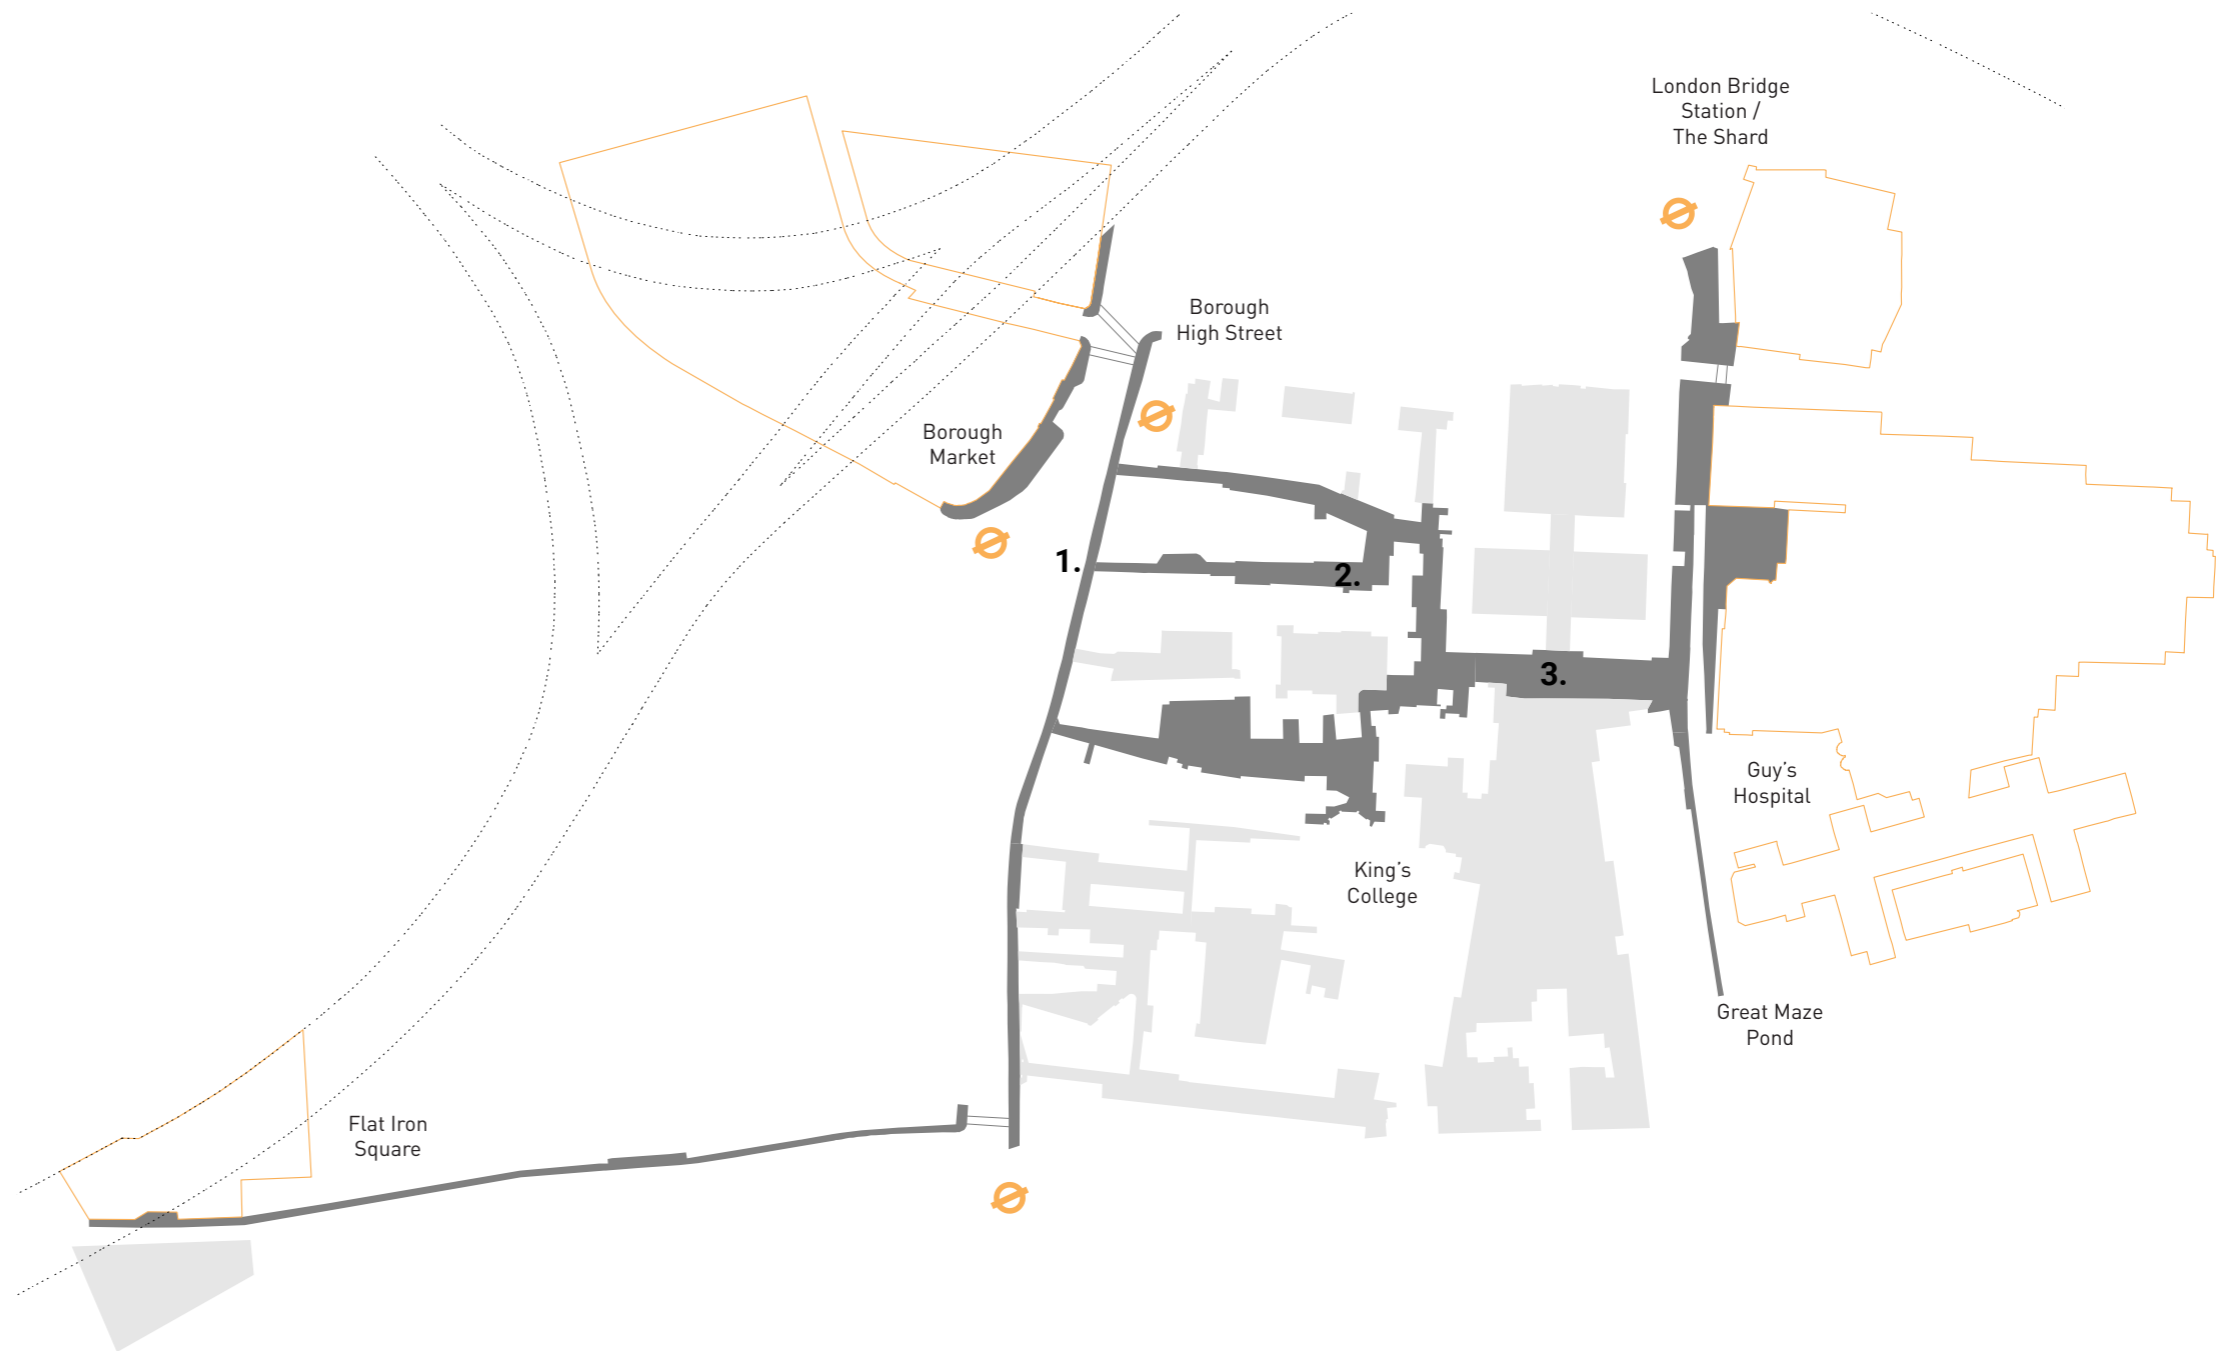 London Bridge
Station /
The Shard
Borough
High Street
Borough
Market
1.
2.
3.
Guy's
Hospital
King's
College
Great Maze
Pond
Flat Iron
Square